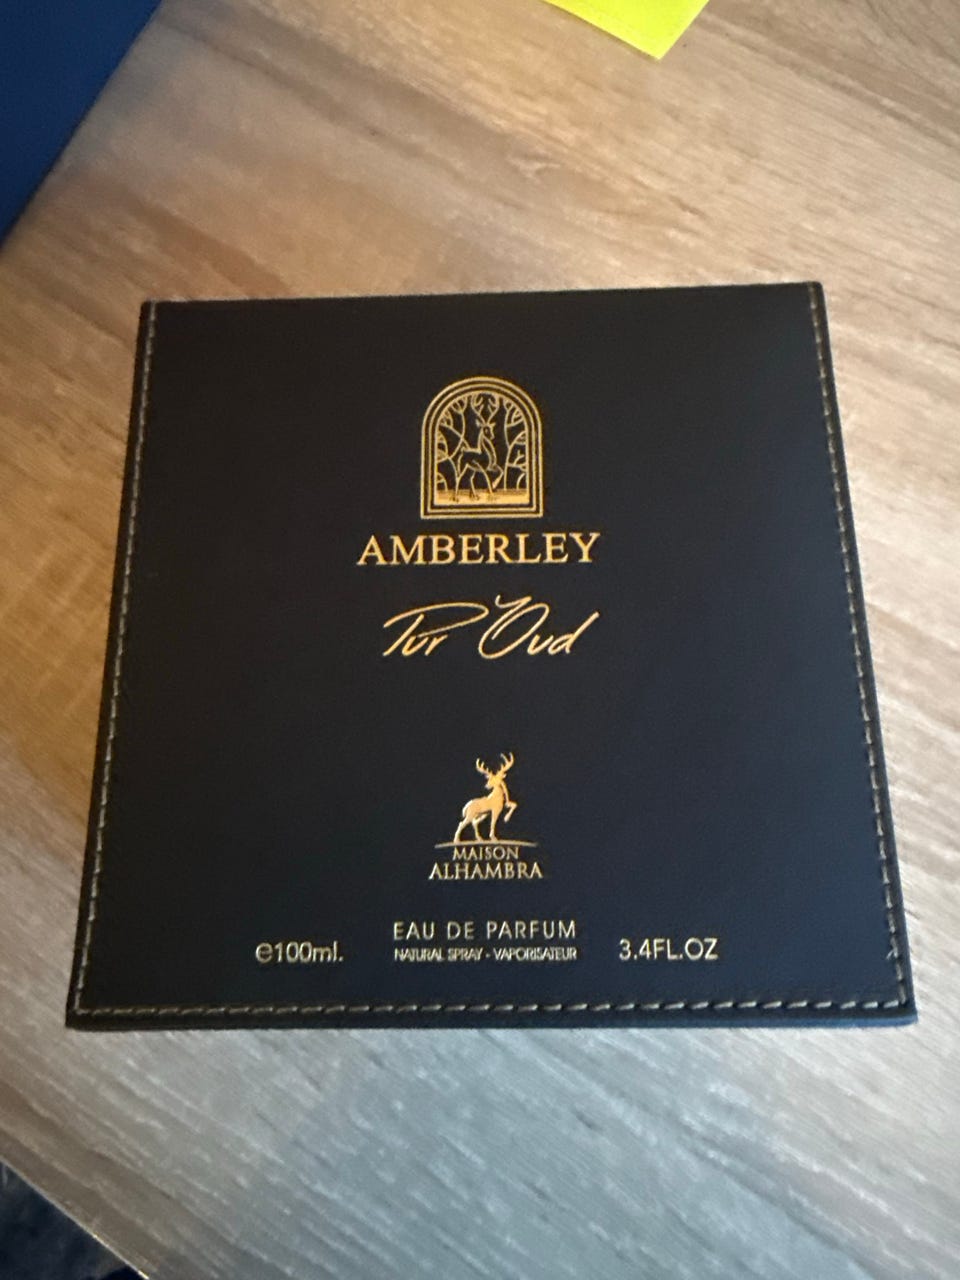 AMBERLEY
Pur Oud
MAISON
ALHAMBRA
EAU DE PARFUM
e100ml.
NATURAL SPRAY - VAPORISATEUR
3.4FL.OZ